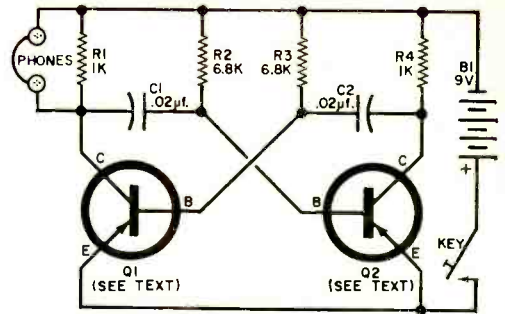 PHONES
R1
1K
R2
6.8K
R3
6.8K
R4
1K
B1
9V
C1
.02µf.
C2
.02µf.
+
C
B
E
Q1
(SEE TEXT)
C
B
E
Q2
(SEE TEXT)
KEY